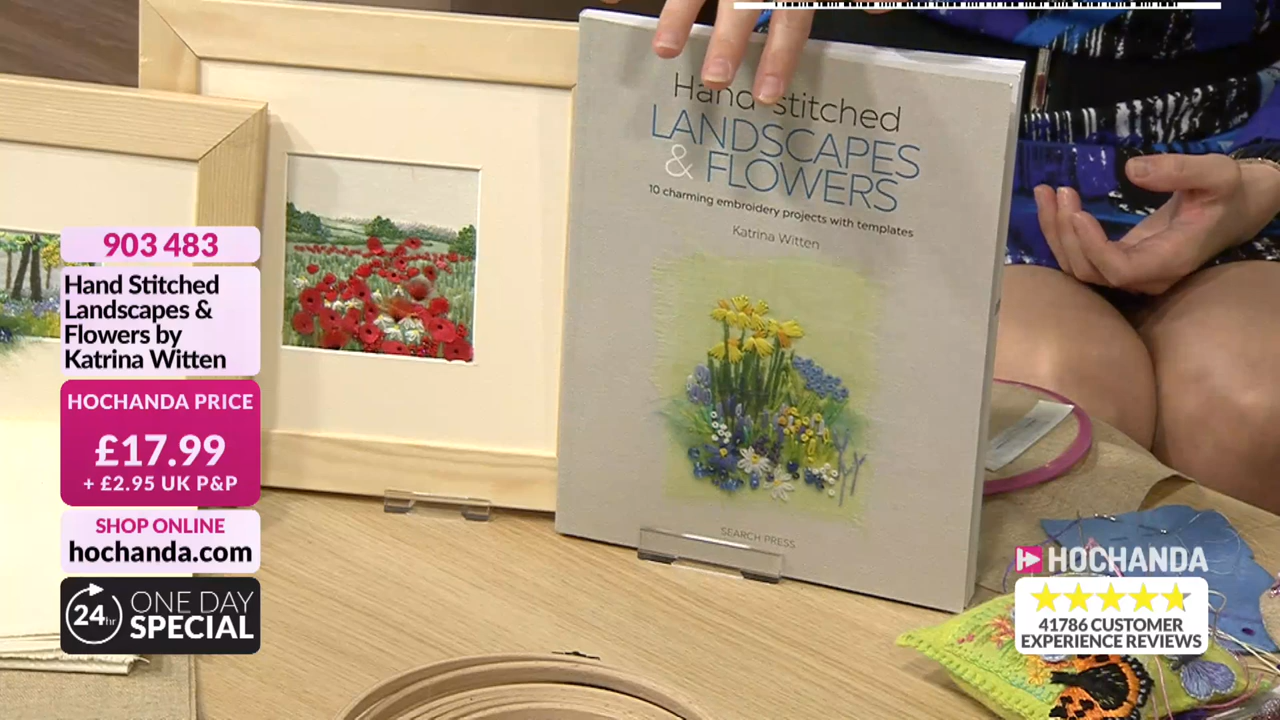 903 483
Hand Stitched
Landscapes &
Flowers by
Katrina Witten
HOCHANDA PRICE
£17.99
+ £2.95 UK P&P
SHOP ONLINE
hochanda.com
24hr
ONE DAY
SPECIAL
Hand stitched
LANDSCAPES
& FLOWERS
10 charming embroidery projects with templates
Katrina Witten
SEARCH PRESS
HOCHANDA
41786 CUSTOMER
EXPERIENCE REVIEWS